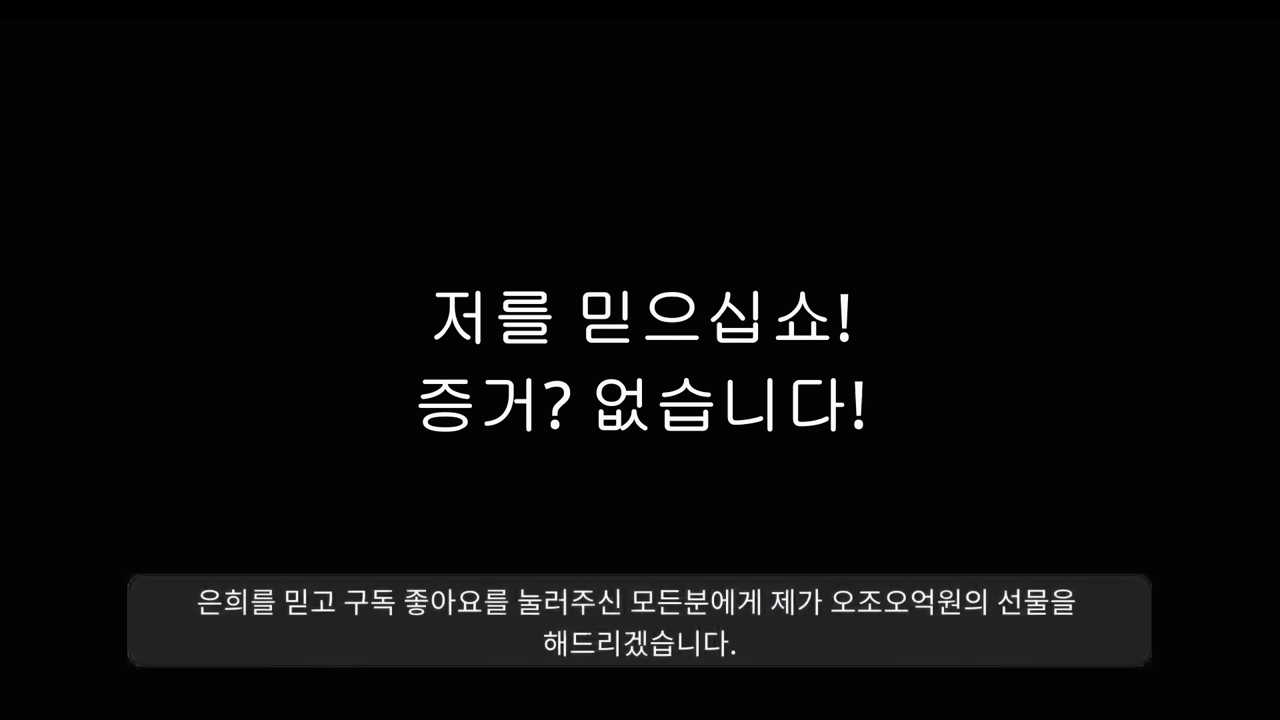 저를 믿으십쇼!
증거? 없습니다!
은희를 믿고 구독 좋아요를 눌러주신 모든분에게 제가 오조오억원의 선물을
해드리겠습니다.